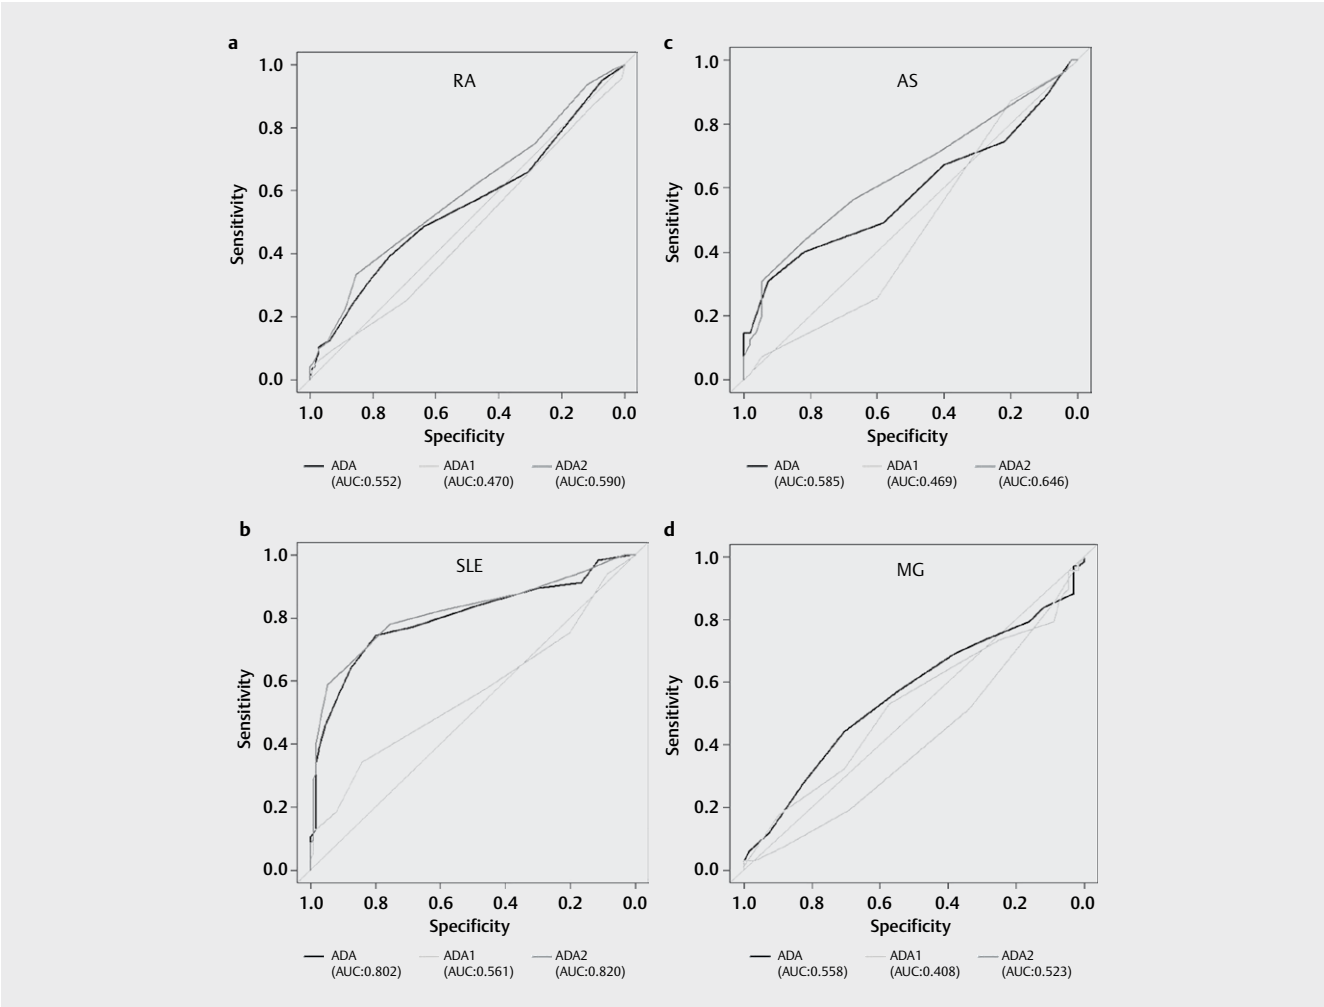 a
RA
1.0
0.8
0.6
0.4
0.2
0.0
Sensitivity
1.0 0.8 0.6 0.4 0.2 0.0
Specificity
ADA ADA1 ADA2
(AUC:0.552) (AUC:0.470) (AUC:0.590)
c
AS
1.0
0.8
0.6
0.4
0.2
0.0
Sensitivity
1.0 0.8 0.6 0.4 0.2 0.0
Specificity
ADA ADA1 ADA2
(AUC:0.585) (AUC:0.469) (AUC:0.646)
b
SLE
1.0
0.8
0.6
0.4
0.2
0.0
Sensitivity
1.0 0.8 0.6 0.4 0.2 0.0
Specificity
ADA ADA1 ADA2
(AUC:0.802) (AUC:0.561) (AUC:0.820)
d
MG
1.0
0.8
0.6
0.4
0.2
0.0
Sensitivity
1.0 0.8 0.6 0.4 0.2 0.0
Specificity
ADA ADA1 ADA2
(AUC:0.558) (AUC:0.408) (AUC:0.523)